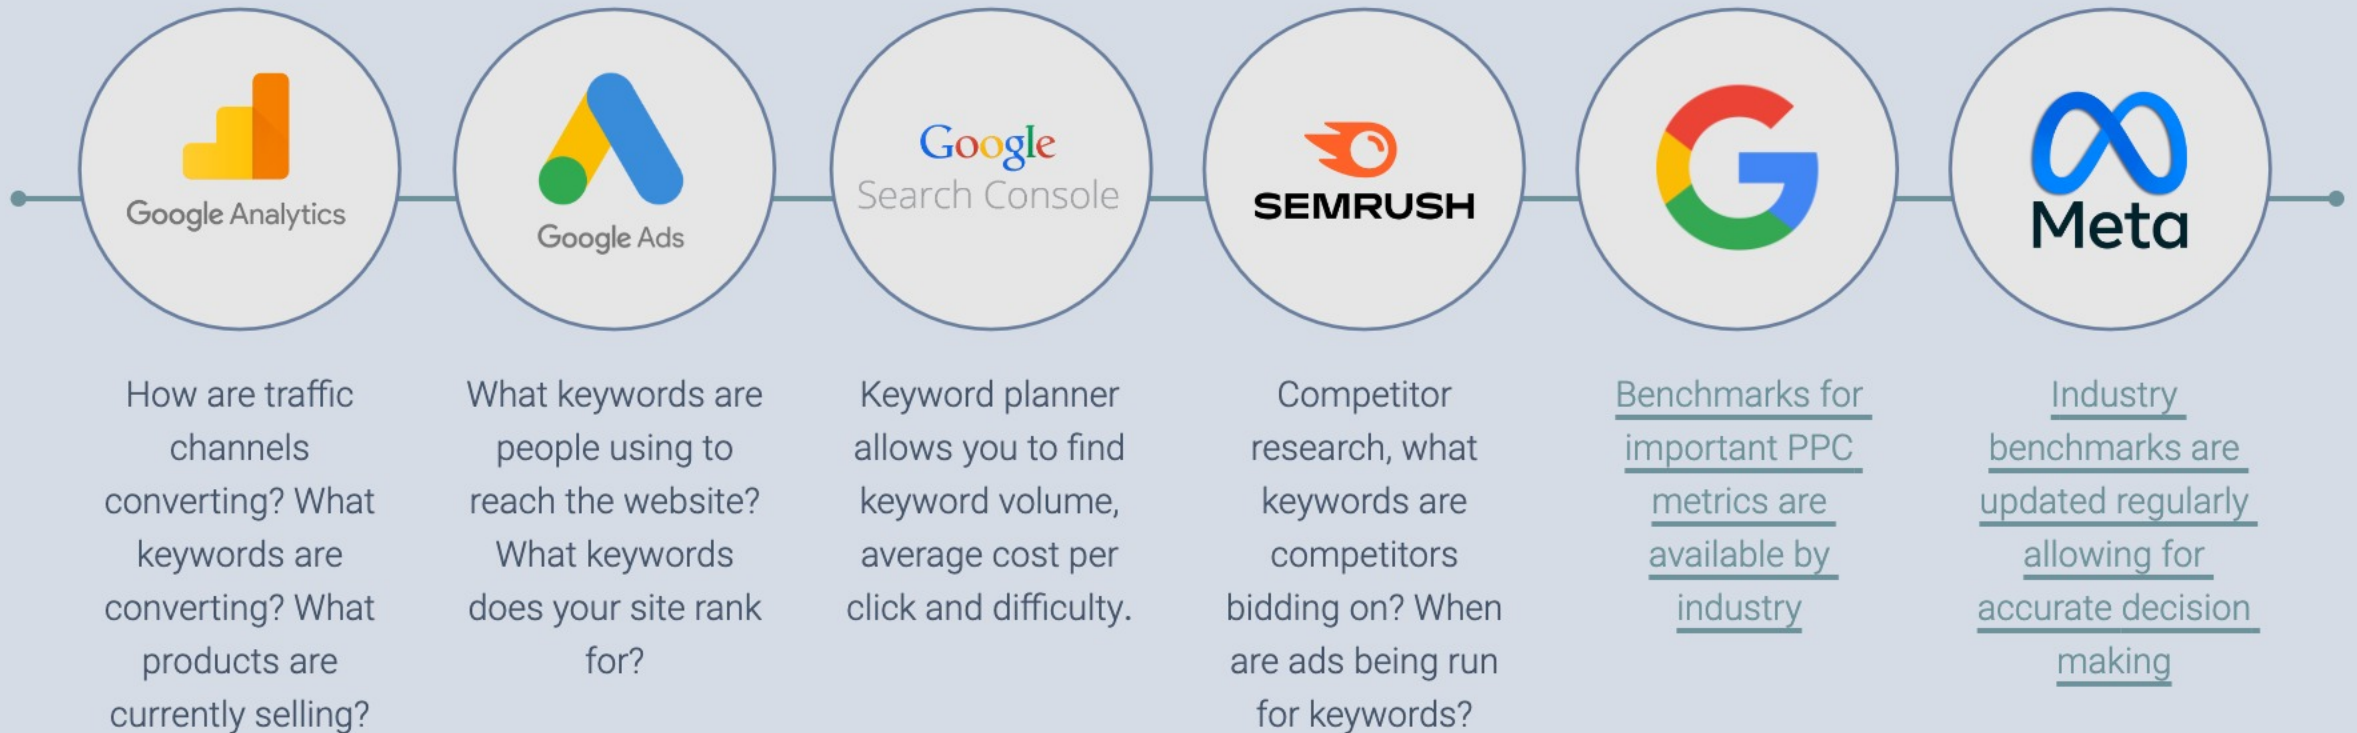 Google Analytics
How are traffic
channels
converting? What
keywords are
converting? What
products are
currently selling?
Google Ads
What keywords are
people using to
reach the website?
What keywords
does your site rank
for?
Google
Search Console
Keyword planner
allows you to find
keyword volume,
average cost per
click and difficulty.
SEMRUSH
Competitor
research, what
keywords are
competitors
bidding on? When
are ads being run
for keywords?
G
Benchmarks for
important PPC
metrics are
available by
industry
Meta
Industry
benchmarks are
updated regularly
allowing for
accurate decision
making